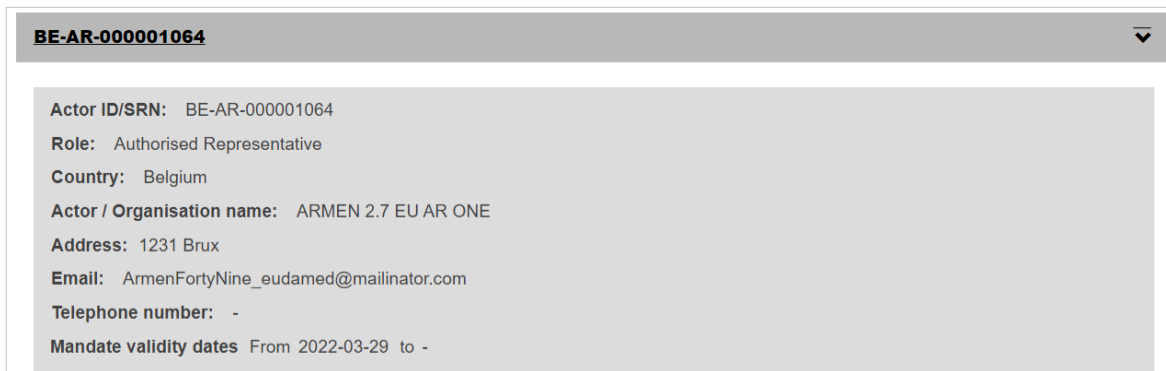 BE-AR-000001064
Actor ID/SRN: BE-AR-000001064
Role: Authorised Representative
Country: Belgium
Actor / Organisation name: ARMEN 2.7 EU AR ONE
Address: 1231 Brux
Email: ArmenFortyNine_eudamed@mailinator.com
Telephone number: -
Mandate validity dates From 2022-03-29 to -